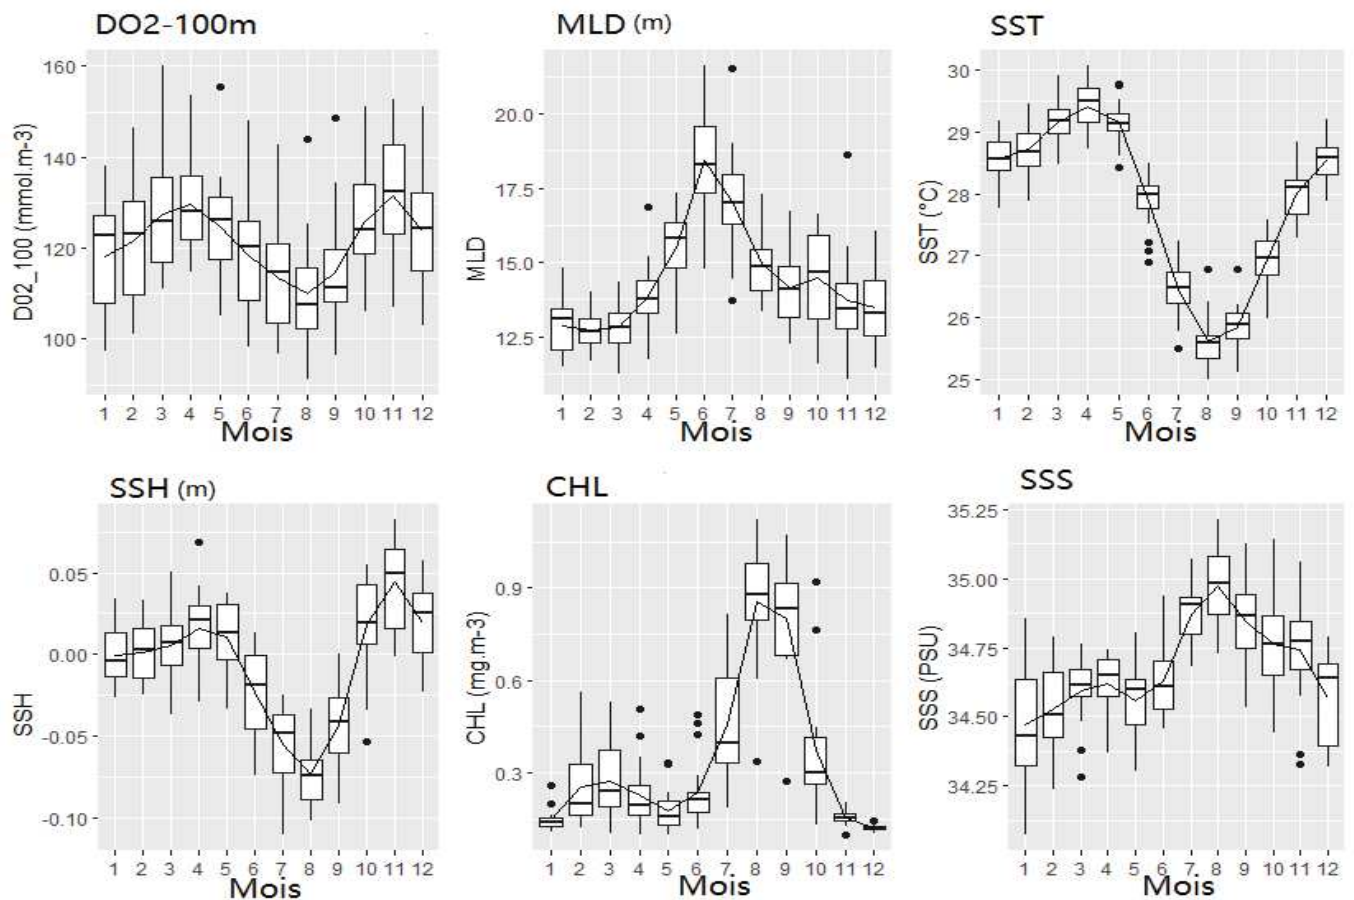 DO2-100m
MLD (m)
SST
160
140
120
100
DO2_100 (mmol.m-3)
1 2 3 4 5 6 7 8 9 10 11 12
Mois
20.0
17.5
15.0
12.5
MLD
1 2 3 4 5 6 7 8 9 10 11 12
Mois
30
29
28
27
26
25
SST (°C)
1 2 3 4 5 6 7 8 9 10 11 12
Mois
SSH (m)
CHL
SSS
0.05
0.00
-0.05
-0.10
SSH
1 2 3 4 5 6 7 8 9 10 11 12
Mois
0.9
0.6
0.3
CHL (mg.m-3)
1 2 3 4 5 6 7 8 9 10 11 12
Mois
35.25
35.00
34.75
34.50
34.25
SSS (PSU)
1 2 3 4 5 6 7 8 9 10 11 12
Mois